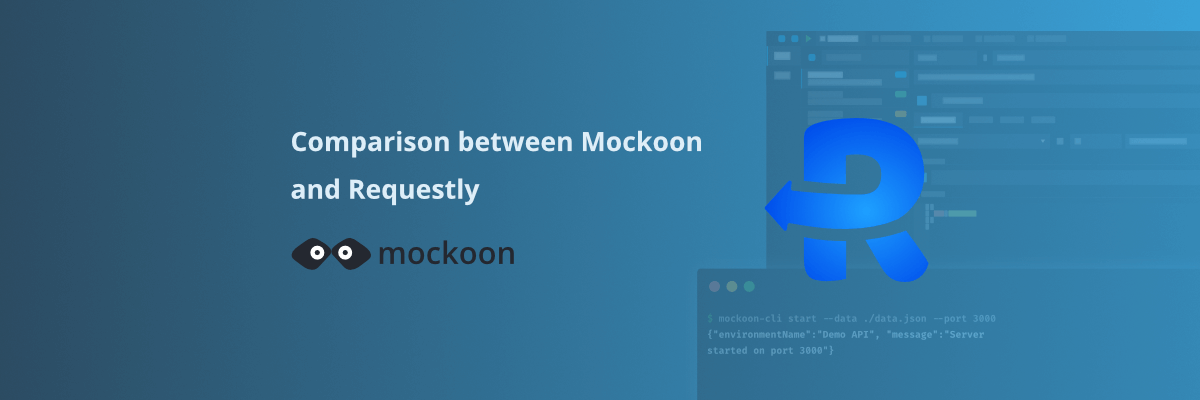 Comparison between Mockoon
and Requestly
mockoon
$ mockoon-cli start --data ./data.json --port 3000
{"environmentName":"Demo API", "message":"Server
started on port 3000"}